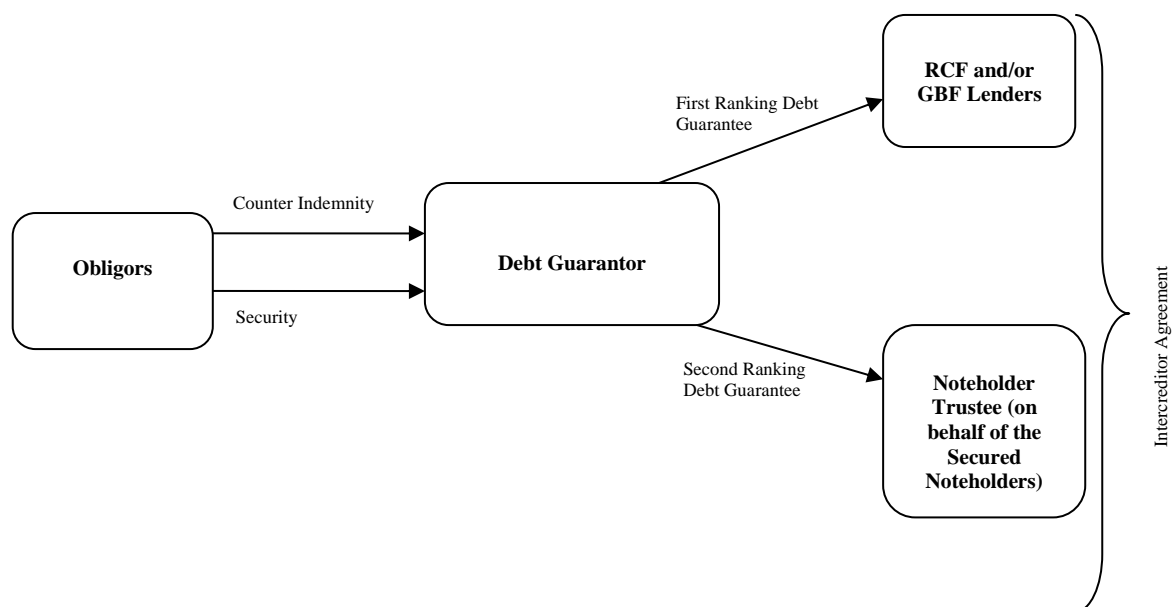 Obligors
Counter Indemnity
Security
Debt Guarantor
First Ranking Debt
Guarantee
Second Ranking
Debt Guarantee
RCF and/or
GBF Lenders
Noteholder
Trustee (on
behalf of the
Secured
Noteholders)
Intercreditor Agreement